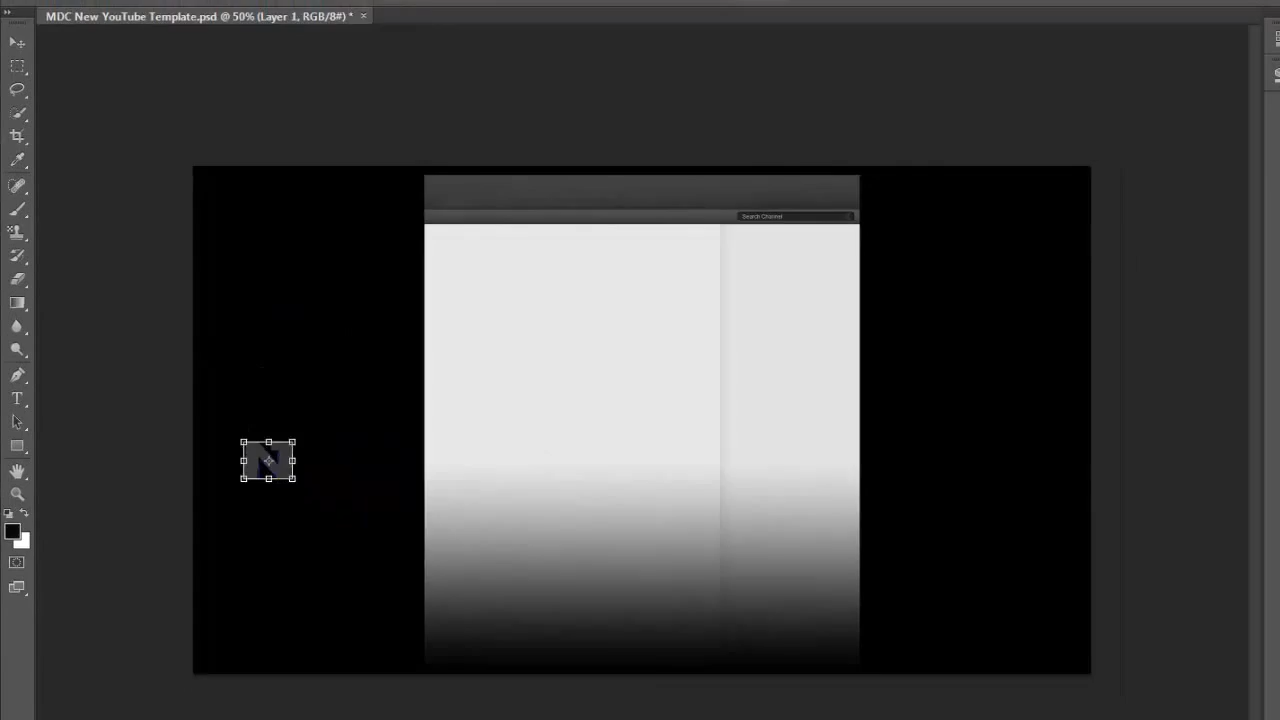 MDC New YouTube Template.psd @ 50% (Layer 1, RGB/8#) *
Search Channel
N
T